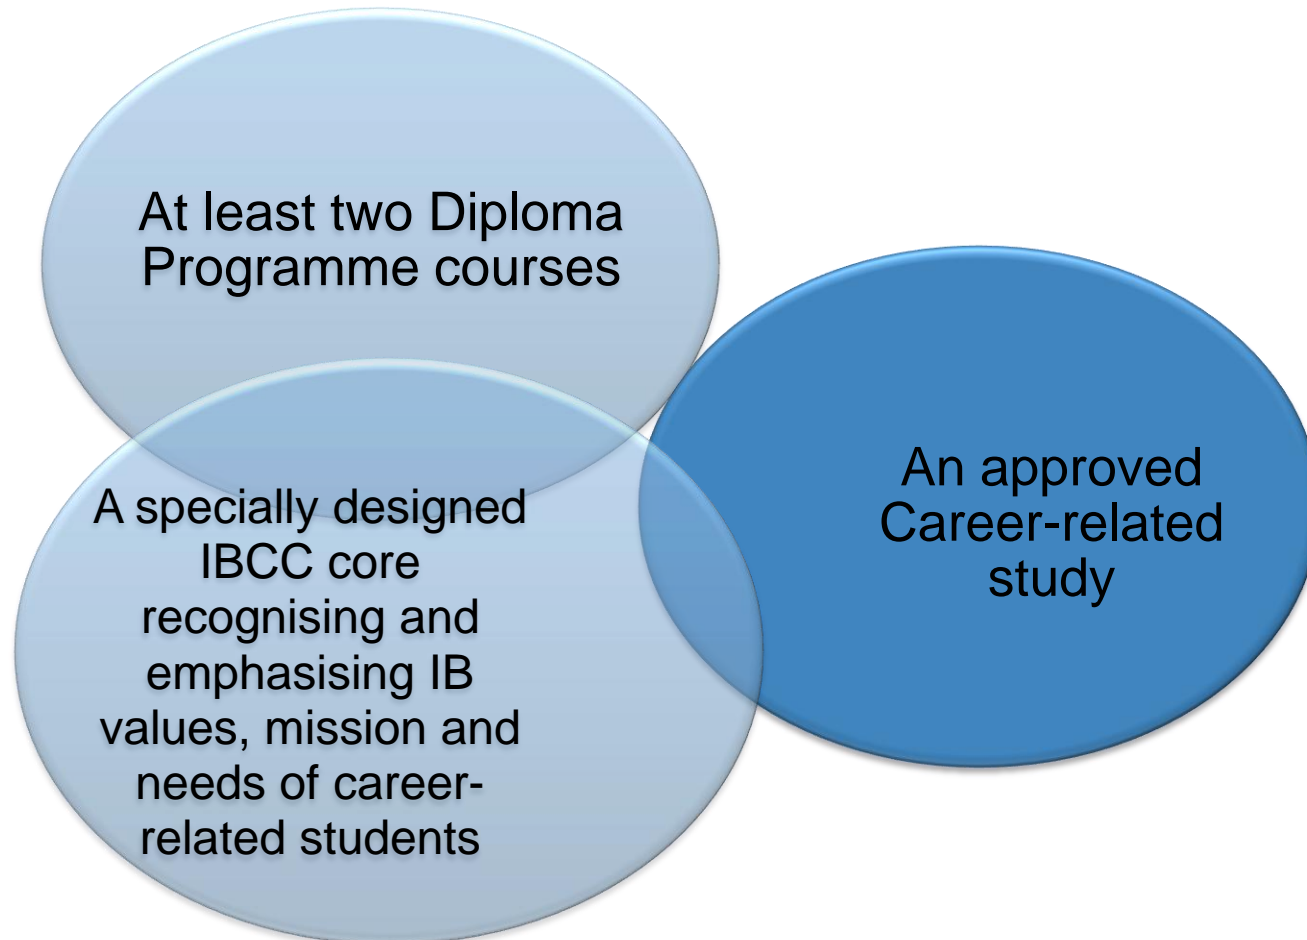 At least two Diploma
Programme courses
A specially designed
IBCC core
recognising and
emphasising IB
values, mission and
needs of career-
related students
An approved
Career-related
study